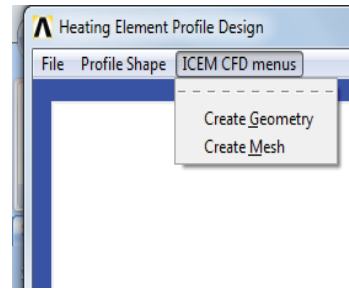 Heating Element Profile Design
File Profile Shape ICEM CFD menus
Create Geometry
Create Mesh